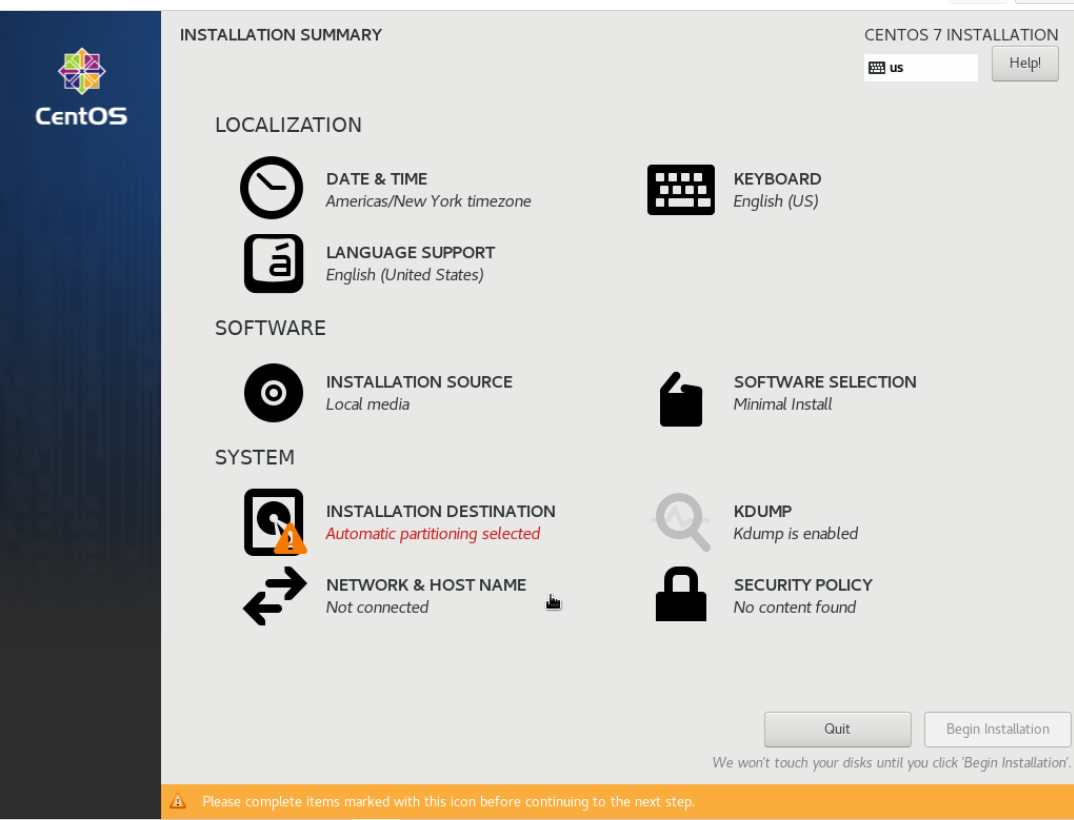 INSTALLATION SUMMARY
CENTOS 7 INSTALLATION
us
Help!
CentOS
LOCALIZATION
DATE & TIME
Americas/New York timezone
KEYBOARD
English (US)
á
LANGUAGE SUPPORT
English (United States)
SOFTWARE
INSTALLATION SOURCE
Local media
SOFTWARE SELECTION
Minimal Install
SYSTEM
INSTALLATION DESTINATION
Automatic partitioning selected
KDUMP
Kdump is enabled
NETWORK & HOST NAME
Not connected
SECURITY POLICY
No content found
Quit
Begin Installation
We won't touch your disks until you click 'Begin Installation'.
Please complete items marked with this icon before continuing to the next step.